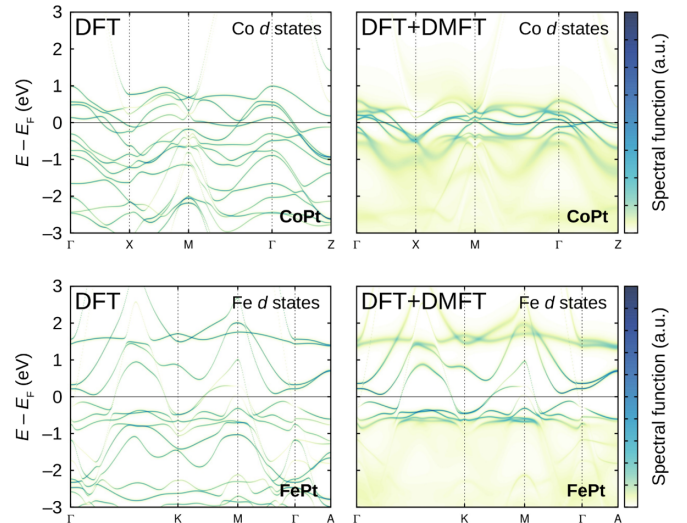 DFT Co d states
3
2
1
0
−1
−2
−3
E − E_F (eV)
CoPt
Γ X M Γ Z
DFT+DMFT Co d states
CoPt
Γ X M Γ Z
Spectral function (a.u.)
DFT Fe d states
3
2
1
0
−1
−2
−3
E − E_F (eV)
FePt
Γ K M Γ A
DFT+DMFT Fe d states
FePt
Γ K M Γ A
Spectral function (a.u.)